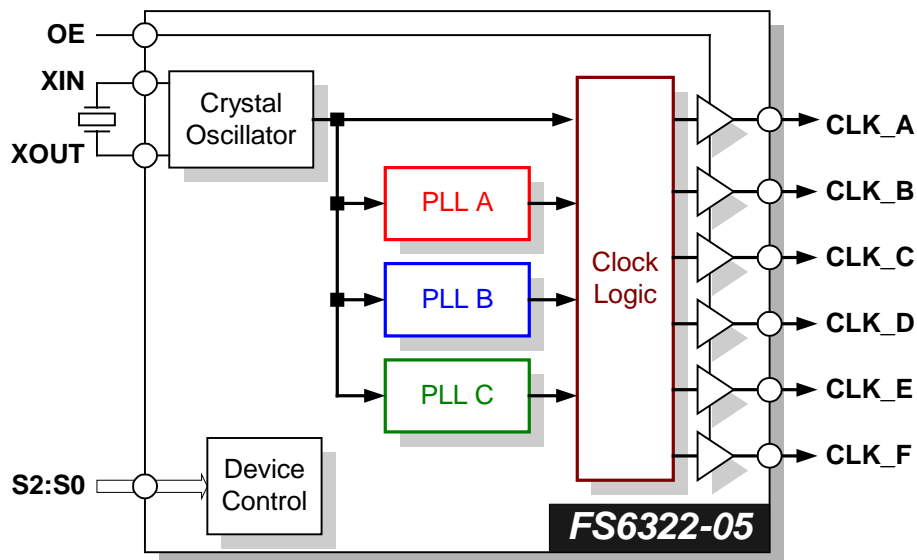 OE
XIN
XOUT
Crystal
Oscillator
PLL A
PLL B
PLL C
Clock
Logic
CLK_A
CLK_B
CLK_C
CLK_D
CLK_E
CLK_F
S2:S0
Device
Control
FS6322-05